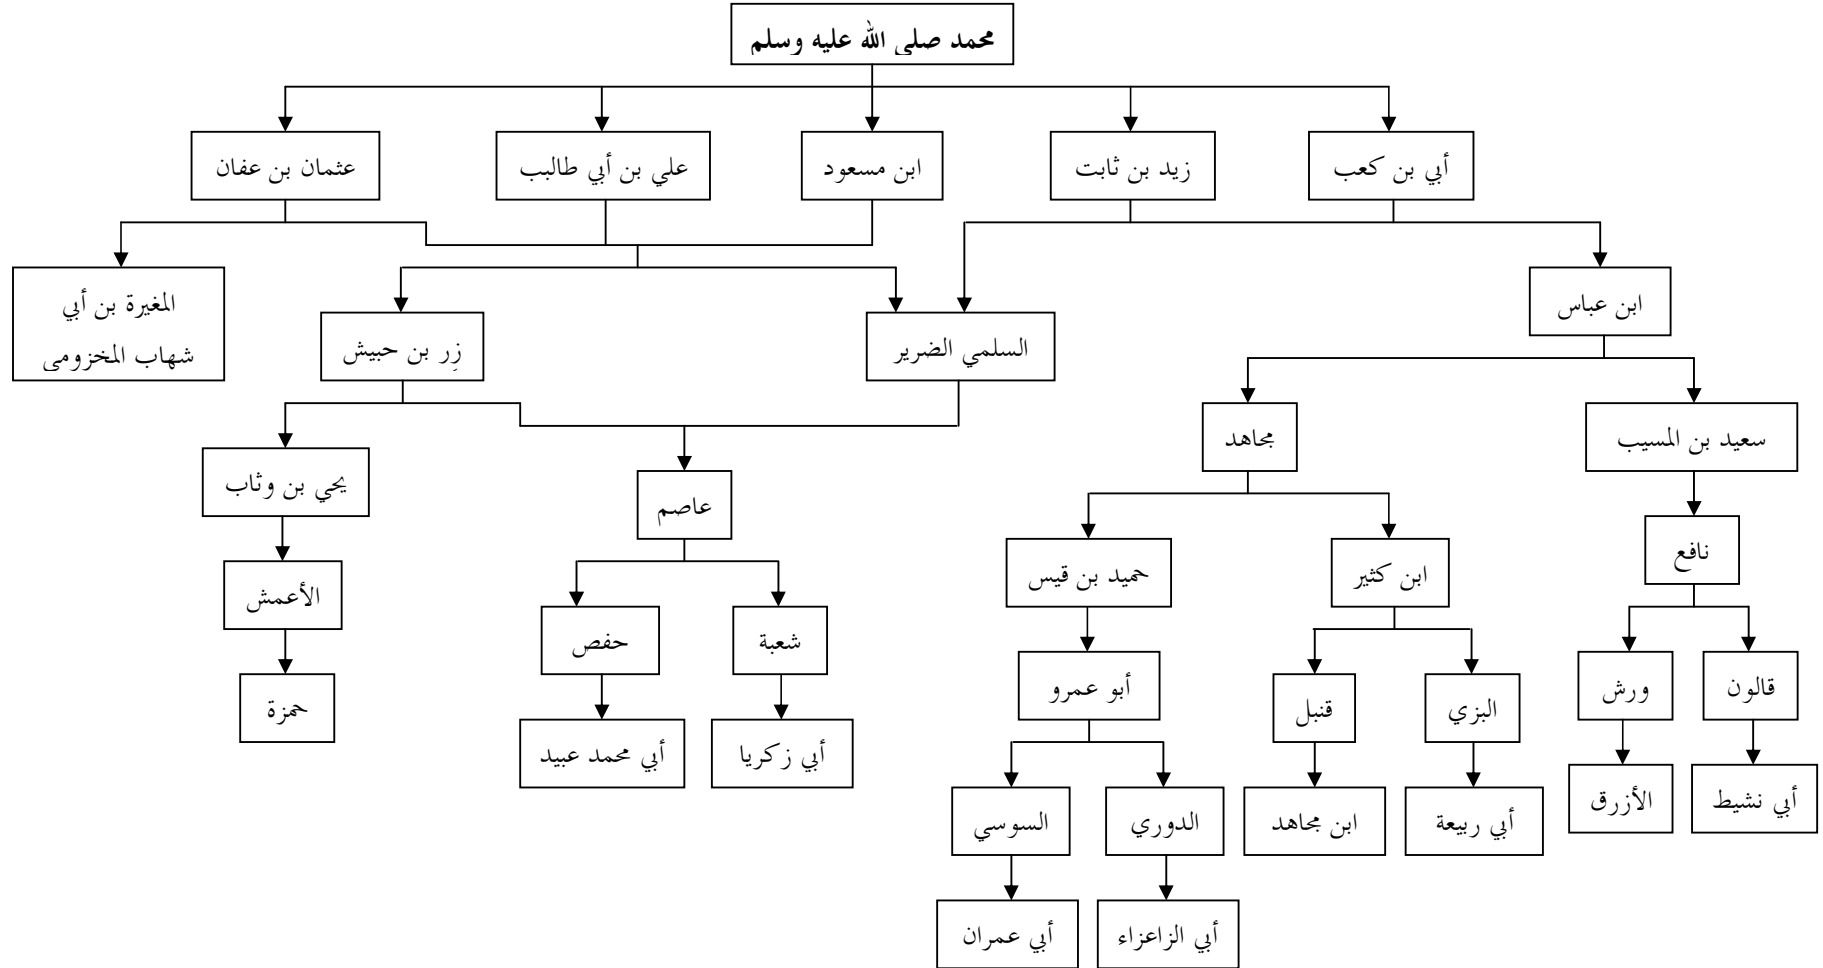 محمد صلى الله عليه وسلم
أبي بن كعب
زيد بن ثابت
ابن مسعود
علي بن أبي طالبب
عثمان بن عفان
ابن عباس
المغيرة بن أبي
شهاب المخزومي
السلمي الضرير
زر بن حبيش
سعيد بن المسيب
مجاهد
يحي بن وثاب
عاصم
نافع
ابن كثير
حميد بن قيس
الأعمش
شعبة
حفص
قالون
ورش
أبو عمرو
البزي
قنبل
حمزة
أبي زكريا
أبي محمد عبيد
أبي نشيط
الأزرق
أبي ربيعة
ابن مجاهد
الدوري
السوسي
أبي الزاعزاء
أبي عمران